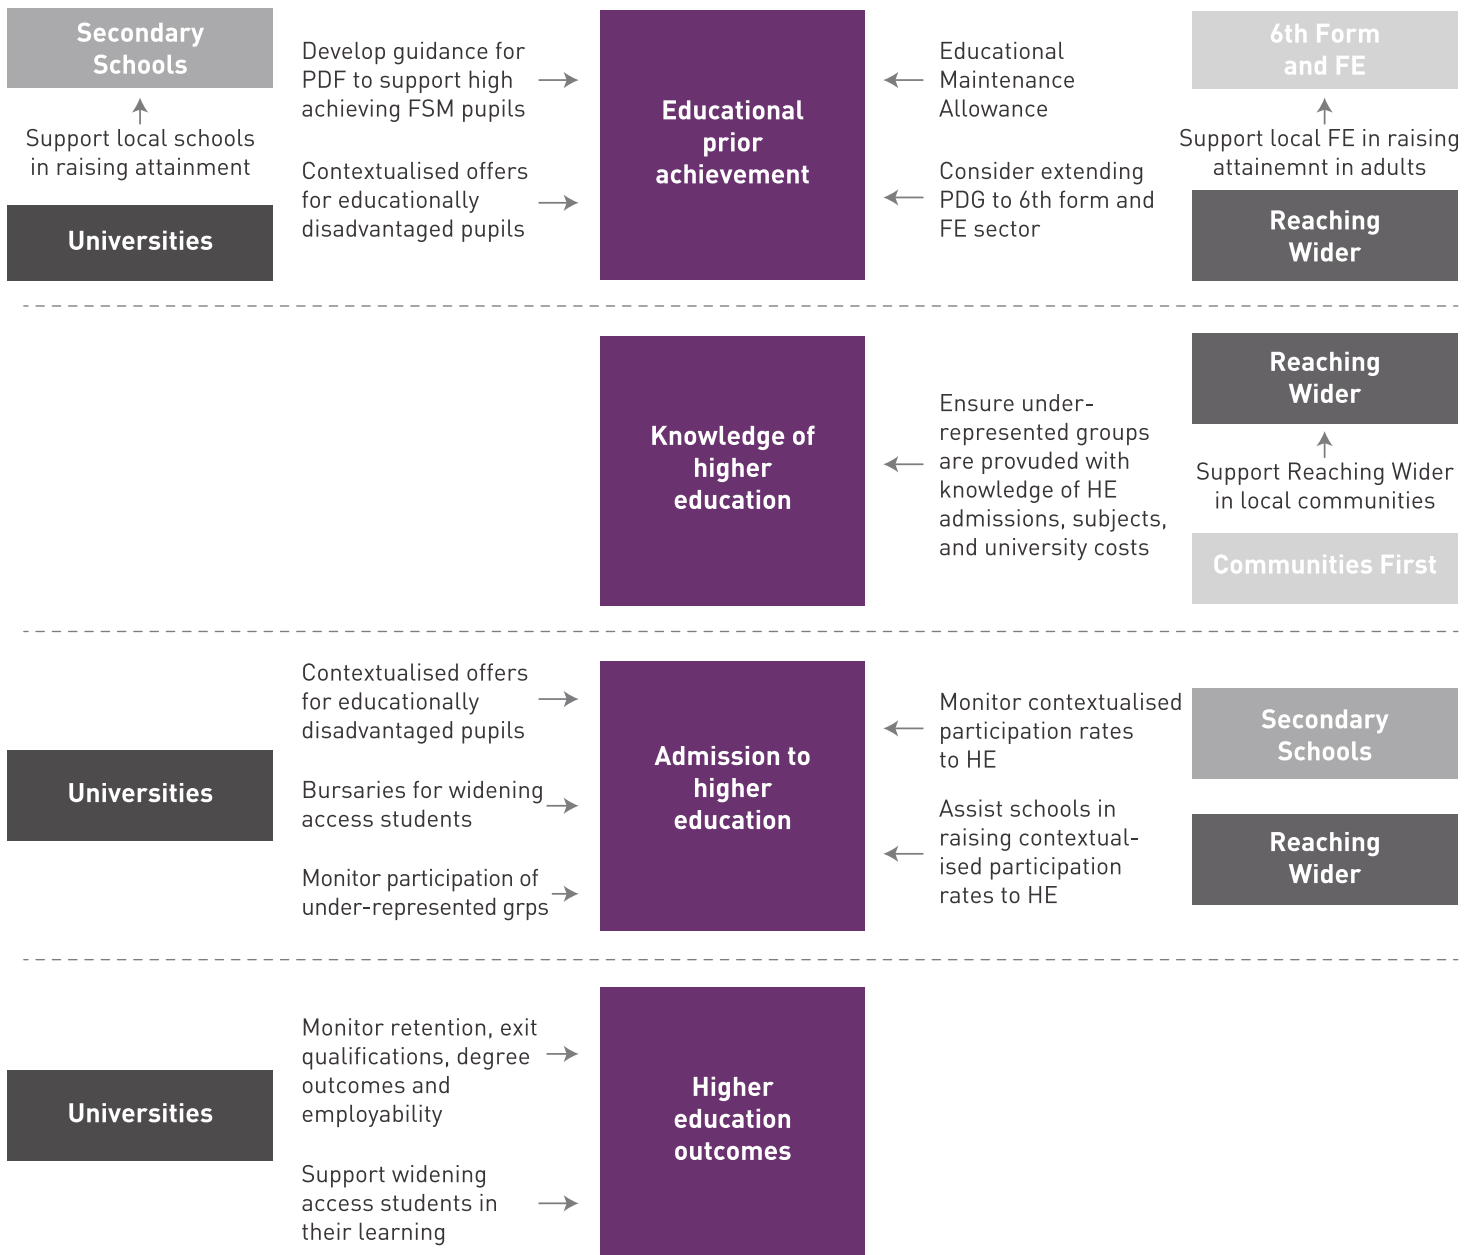 Secondary
Schools
Support local schools
in raising attainment
Universities
Develop guidance for
PDF to support high
achieving FSM pupils
Contextualised offers
for educationally
disadvantaged pupils
Educational
prior
achievement
Educational
Maintenance
Allowance
Consider extending
PDG to 6th form and
FE sector
6th Form
and FE
Support local FE in raising
attainemnt in adults
Reaching
Wider
Knowledge of
higher
education
Ensure under-
represented groups
are provuded with
knowledge of HE
admissions, subjects,
and university costs
Reaching
Wider
Support Reaching Wider
in local communities
Communities First
Universities
Contextualised offers
for educationally
disadvantaged pupils
Bursaries for widening
access students
Monitor participation of
under-represented grps
Admission to
higher
education
Monitor contextualised
participation rates
to HE
Assist schools in
raising contextual-
ised participation
rates to HE
Secondary
Schools
Reaching
Wider
Universities
Monitor retention, exit
qualifications, degree
outcomes and
employability
Support widening
access students in
their learning
Higher
education
outcomes